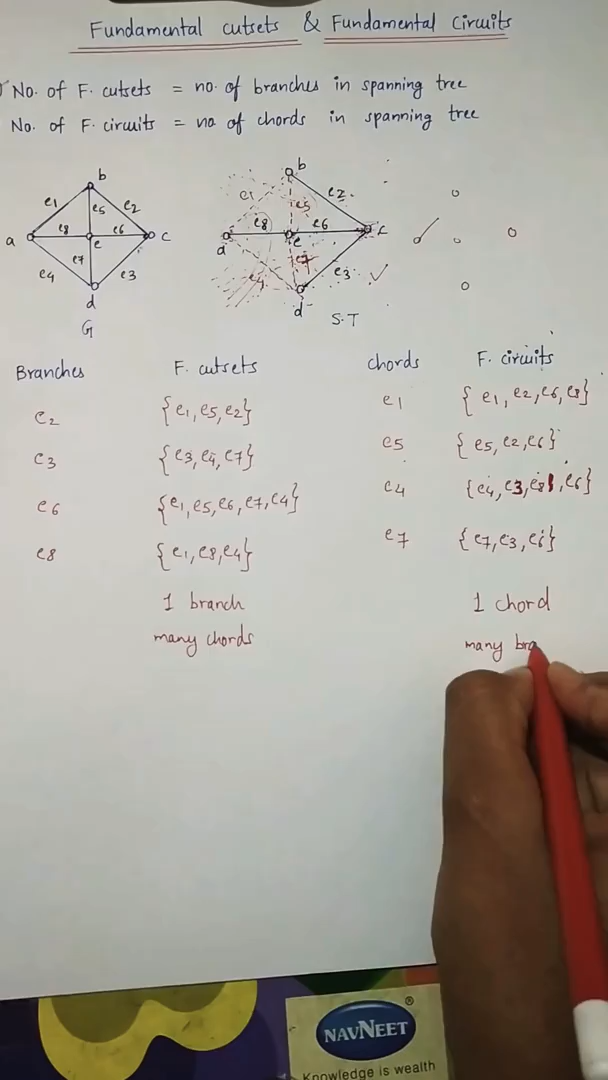 Fundamental cutsets & Fundamental Circuits
No. of F. cutsets = no. of branches in spanning tree
No. of F. circuits = no of chords in spanning tree
b
e1 e5 e2
a e8 e6 c
e
e4 e7 e3
d
G
b
e1 e5 e2
a e8 e6 c
e
e4 e7 e3
d
S.T
Branches F. cutsets chords F. circuits
e2 {e1, e5, e2} e1 {e1, e2, e6, e8}
e3 {e3, e4, e7} e5 {e5, e2, e6}
e6 {e1, e5, e6, e7, e4} e4 {e4, e3, e8, e6}
e8 {e1, e8, e4} e7 {e7, e3, e6}
1 branch 1 chord
many chords many bra
NAVNEET ®
Knowledge is wealth